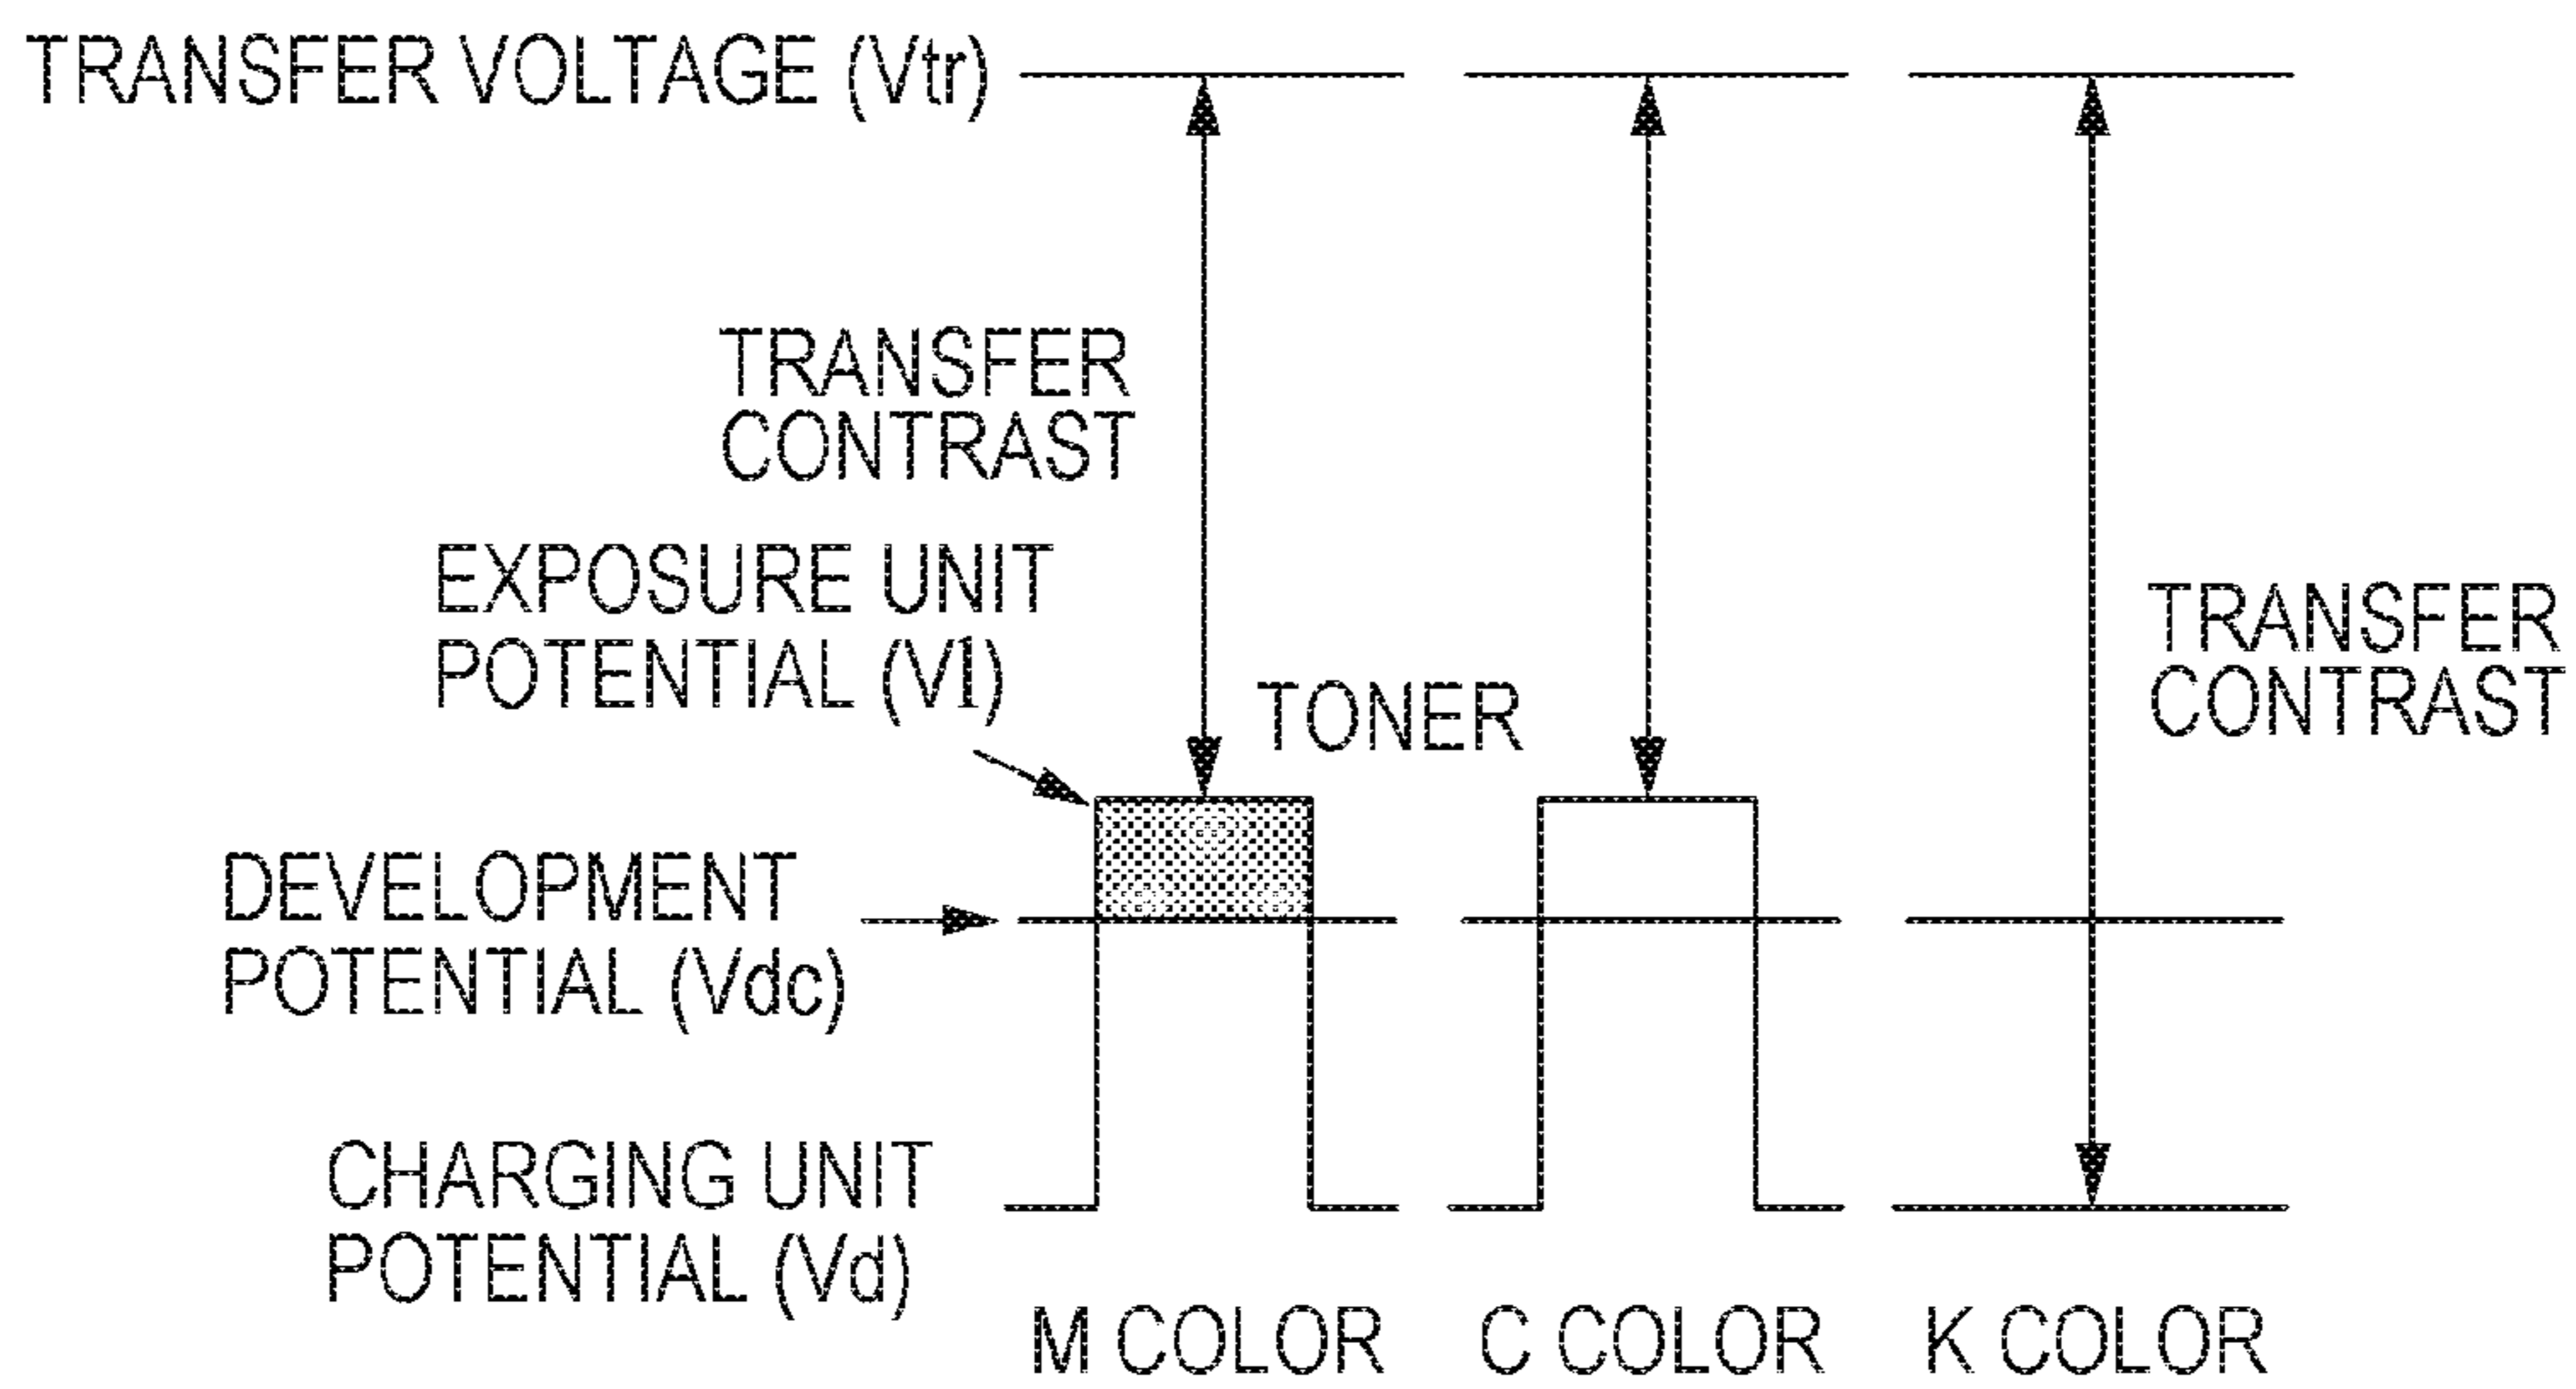 TRANSFER VOLTAGE (Vtr)
TRANSFER
CONTRAST
EXPOSURE UNIT
POTENTIAL (Vl)
TONER
TRANSFER
CONTRAST
DEVELOPMENT
POTENTIAL (Vdc)
CHARGING UNIT
POTENTIAL (Vd)
M COLOR
C COLOR
K COLOR